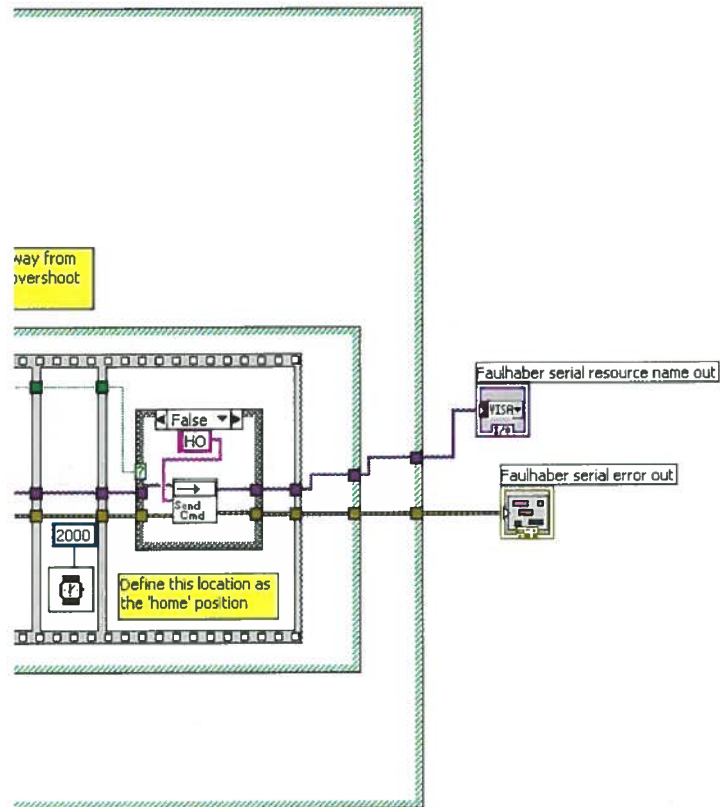 way from
overshoot
Faulhaber serial resource name out
False
HO
VISA
I/O
Faulhaber serial error out
?
Send
Cmd
2000
Define this location as
the 'home' position